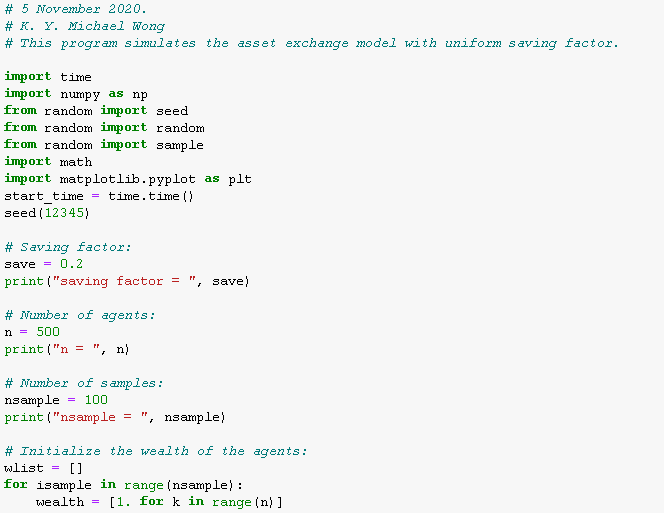 # 5 November 2020.
# K. Y. Michael Wong
# This program simulates the asset exchange model with uniform saving factor.
import time
import numpy as np
from random import seed
from random import random
from random import sample
import math
import matplotlib.pyplot as plt
start_time = time.time()
seed(12345)
# Saving factor:
save = 0.2
print("saving factor = ", save)
# Number of agents:
n = 500
print("n = ", n)
# Number of samples:
nsample = 100
print("nsample = ", nsample)
# Initialize the wealth of the agents:
wlist = []
for isample in range(nsample):
    wealth = [1. for k in range(n)]